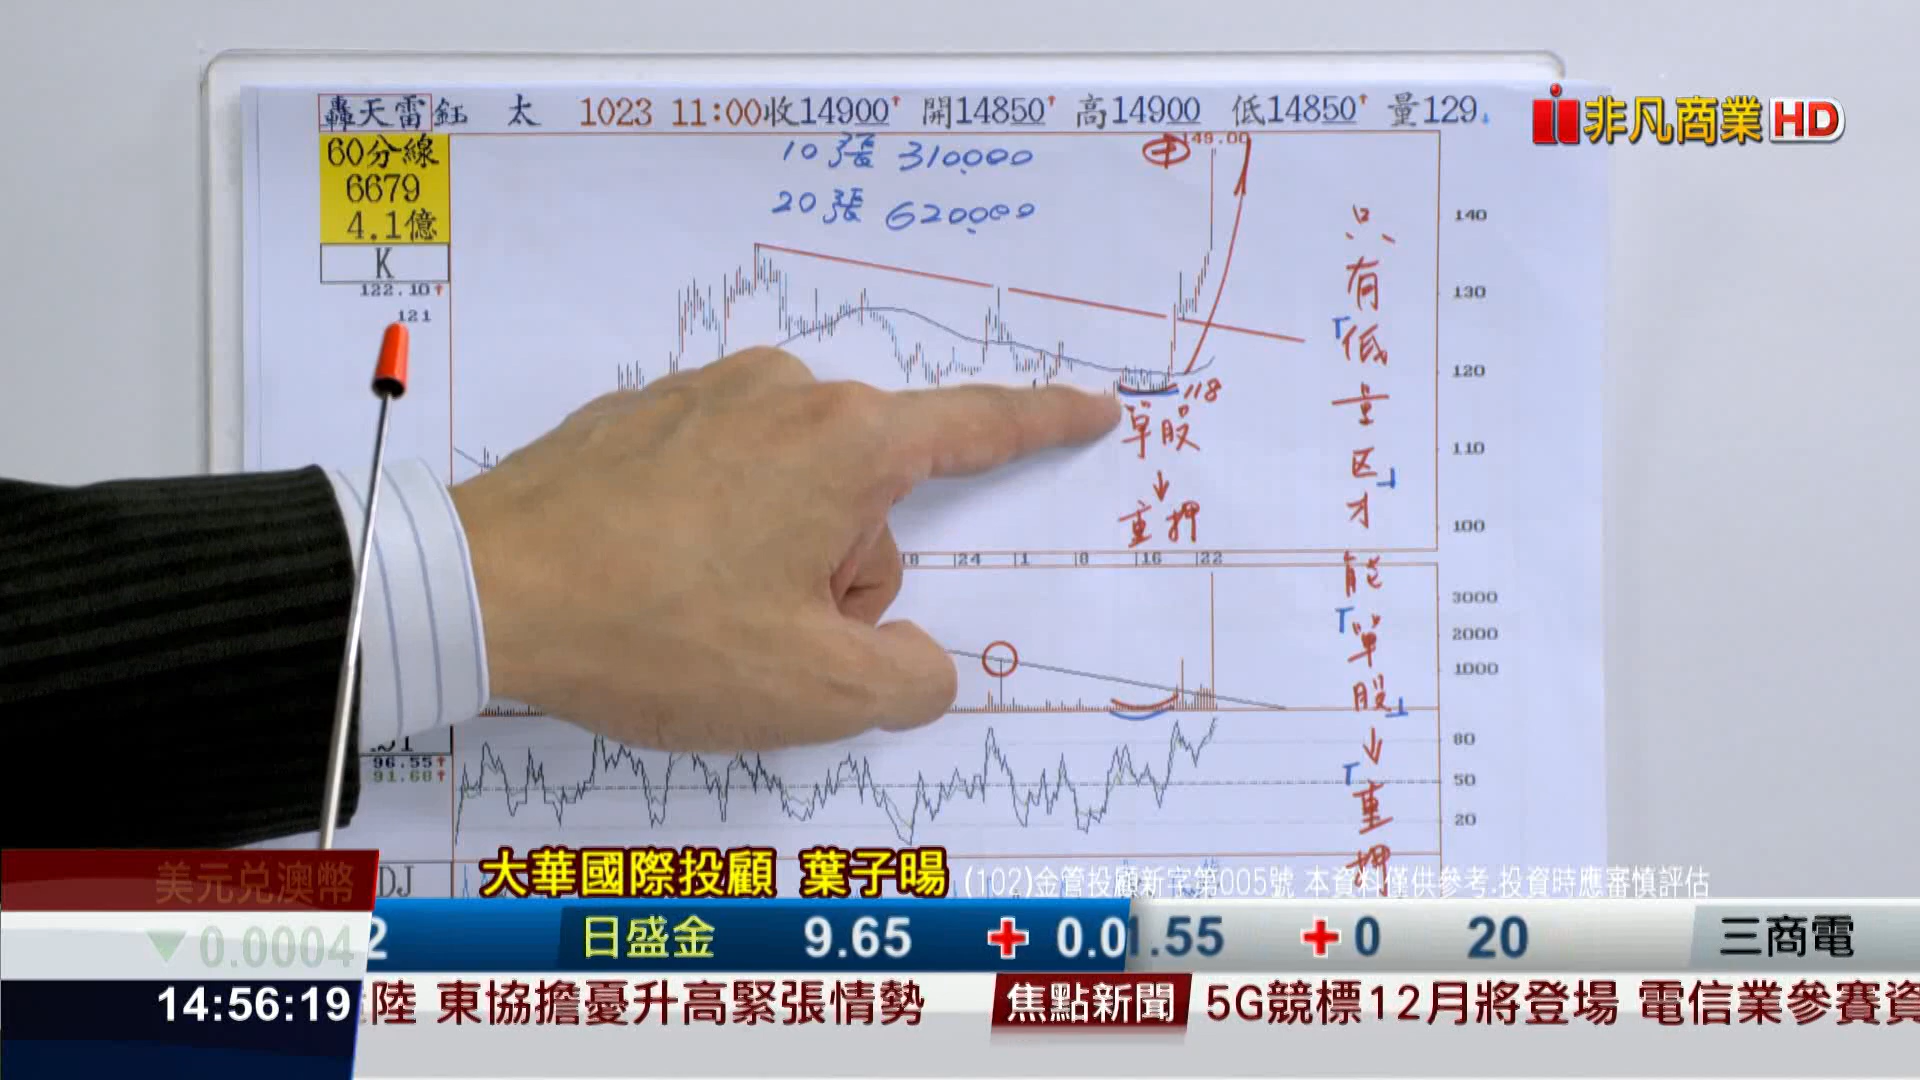 轟天雷鈺 太 1023 11:00收14900↑ 開14850↑ 高14900 低14850↑ 量129↓
非凡商業HD
60分線
6679
4.1億
K
122.10↑
121
10張 310000
20張 620000
149.00
140
130
120
110
100
118
單股
↓
重押
只有「低量区」才能「單股」↓「重押
18 24 1 8 16 22
3000
2000
1000
96.55↑
91.68↑
80
50
20
DJ
大華國際投顧 葉子暘 (102)金管投顧新字第005號 本資料僅供參考.投資時應審慎評估
美元兌澳幣
▼0.0004
2 日盛金 9.65 + 0.0 1.55 + 0 20 三商電
14:56:19
陸 東協擔憂升高緊張情勢 焦點新聞 5G競標12月將登場 電信業參賽資